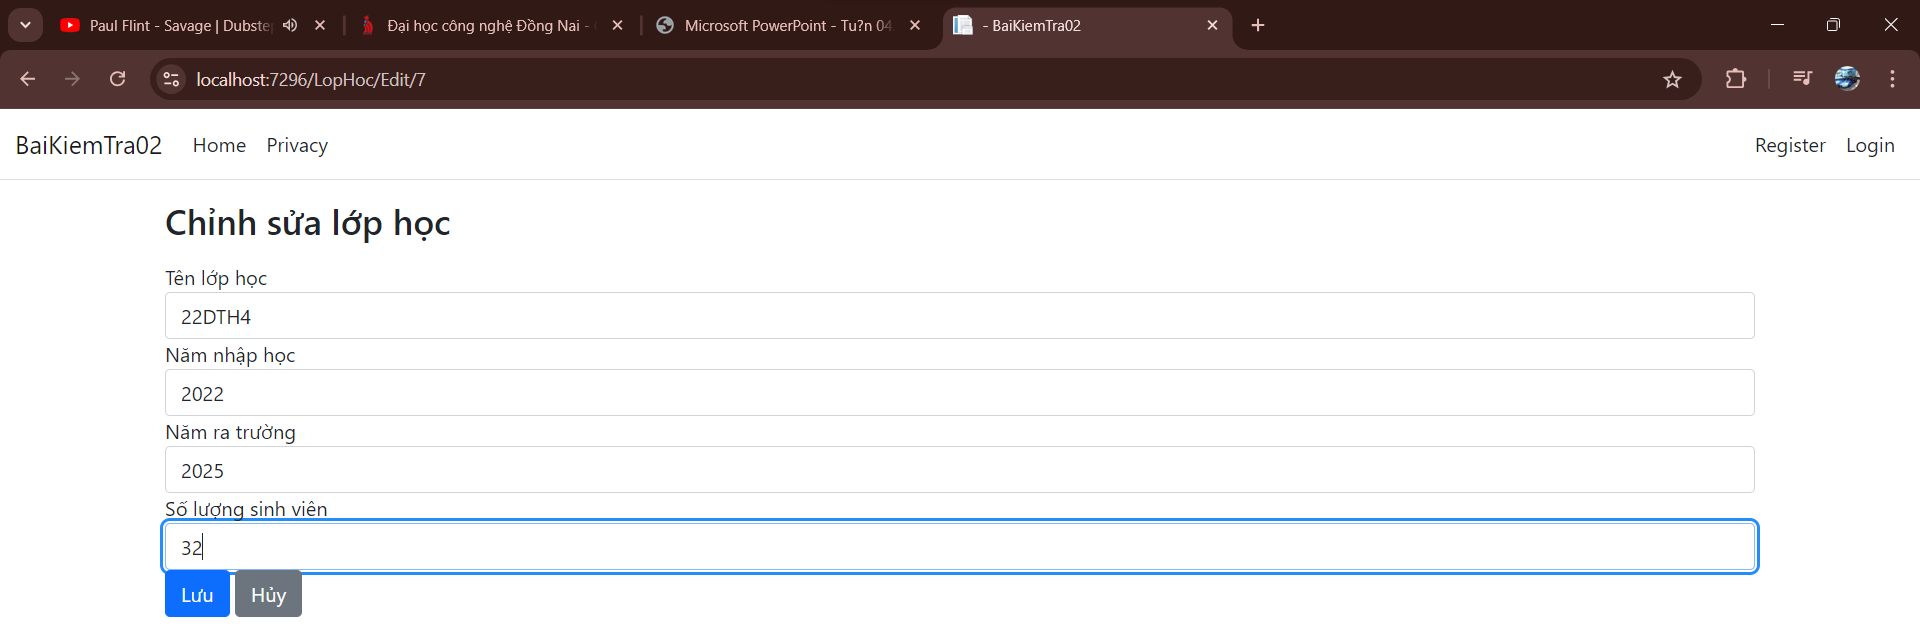 Paul Flint - Savage | Dubste
Đại học công nghệ Đồng Nai -
Microsoft PowerPoint - Tu?n 04
- BaiKiemTra02
localhost:7296/LopHoc/Edit/7
BaiKiemTra02 Home Privacy Register Login
Chỉnh sửa lớp học
Tên lớp học
22DTH4
Năm nhập học
2022
Năm ra trường
2025
Số lượng sinh viên
32
Lưu Hủy